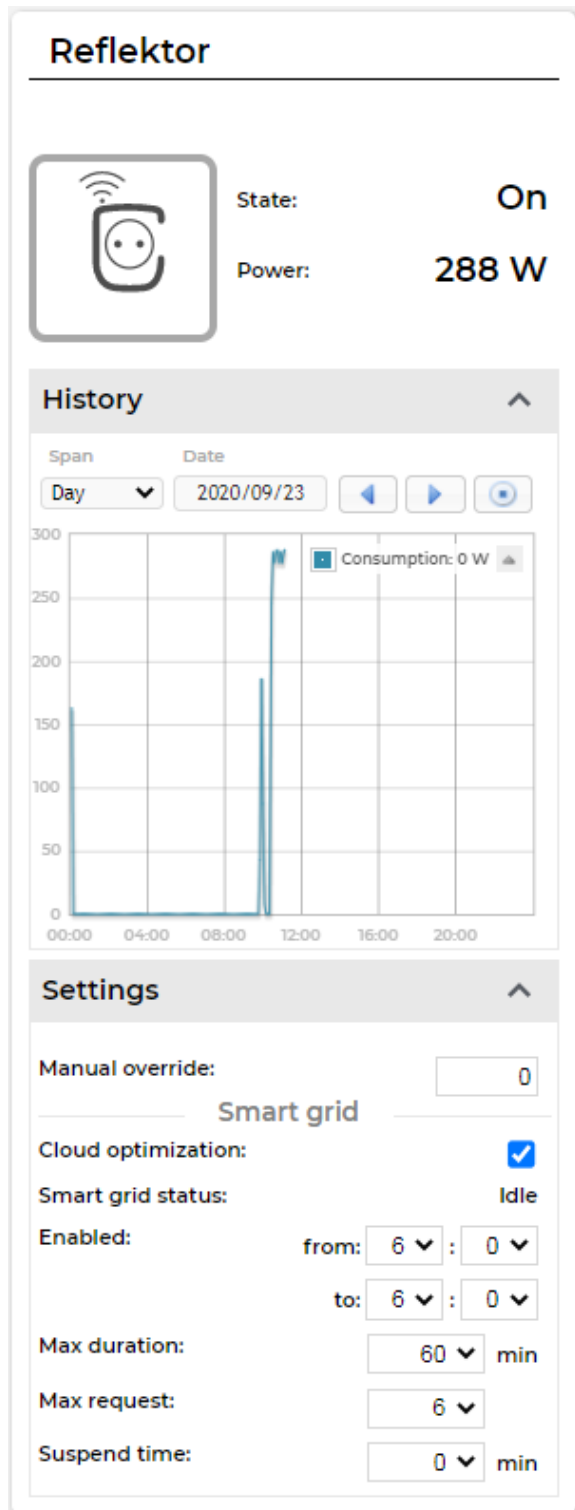 Reflektor
State: On
Power: 288 W
History
Span Date
Day 2020/09/23
300
Consumption: 0 W
250
200
150
100
50
0
00:00 04:00 08:00 12:00 16:00 20:00
Settings
Manual override: 0
Smart grid
Cloud optimization:
Smart grid status: Idle
Enabled: from: 6 : 0
to: 6 : 0
Max duration: 60 min
Max request: 6
Suspend time: 0 min